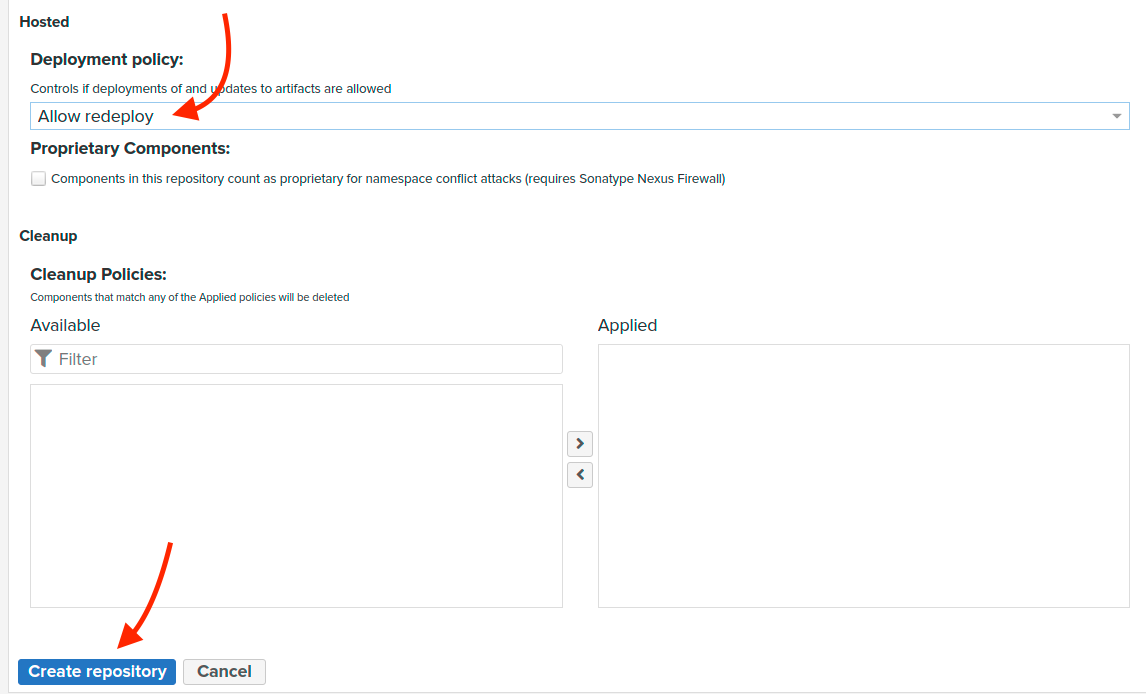 Hosted
Deployment policy:
Controls if deployments of and updates to artifacts are allowed
Allow redeploy
Proprietary Components:
Components in this repository count as proprietary for namespace conflict attacks (requires Sonatype Nexus Firewall)
Cleanup
Cleanup Policies:
Components that match any of the Applied policies will be deleted
Available
Applied
Filter
Create repository
Cancel